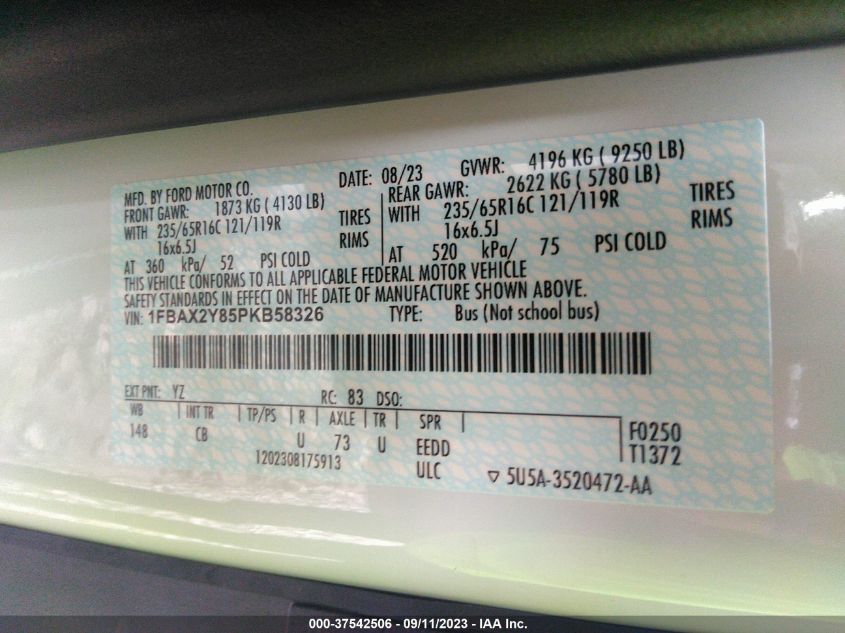 MFD. BY FORD MOTOR CO. DATE: 08/23 GVWR: 4196 KG ( 9250 LB)
FRONT GAWR: 1873 KG ( 4130 LB) REAR GAWR: 2622 KG ( 5780 LB)
WITH 235/65R16C 121/119R TIRES WITH 235/65R16C 121/119R TIRES
16x6.5J RIMS 16x6.5J RIMS
AT 360 kPa/ 52 PSI COLD AT 520 kPa/ 75 PSI COLD
THIS VEHICLE CONFORMS TO ALL APPLICABLE FEDERAL MOTOR VEHICLE
SAFETY STANDARDS IN EFFECT ON THE DATE OF MANUFACTURE SHOWN ABOVE.
VIN: 1FBAX2Y85PKB58326 TYPE: Bus (Not school bus)
EXT PNT: YZ RC: 83 DSO:
WB INT TR TP/PS R AXLE TR SPR
148 CB U 73 U EEDD F0250
1202308175913 ULC T1372
▽ 5U5A-3520472-AA
000-37542506 - 09/11/2023 - IAA Inc.